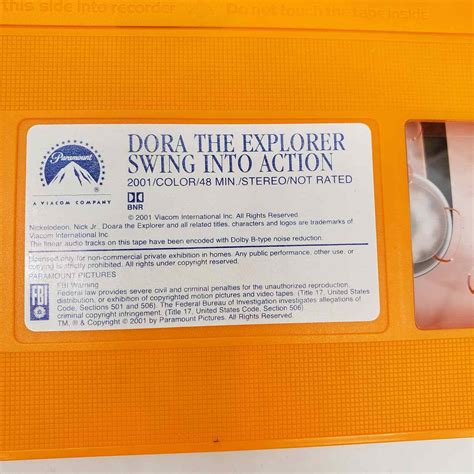 this side into recorder Do not touch the tape inside
Paramount
A VIACOM COMPANY
DORA THE EXPLORER
SWING INTO ACTION
2001/COLOR/48 MIN./STEREO/NOT RATED
BNR
© 2001 Viacom International Inc. All Rights Reserved
Nickelodeon, Nick Jr., Doara the Explorer and all related titles, characters and logos are trademarks of
Viacom International Inc.
The linear audio tracks on this tape have been encoded with Dolby B-type noise reduction.
Licensed only for non-commercial private exhibition in homes. Any public performance, other use, or
copying is strictly prohibited. All rights under copyright reserved.
PARAMOUNT PICTURES
FBI
FBI Warning
Federal law provides severe civil and criminal penalties for the unauthorized reproduction,
distribution, or exhibition of copyrighted motion pictures and video tapes. (Title 17, United States
Code, Sections 501 and 506). The Federal Bureau of Investigation investigates allegations of
criminal copyright infringement. (Title 17, United States Code, Section 506)
TM, ® & Copyright © 2001 by Paramount Pictures. All Rights Reserved.